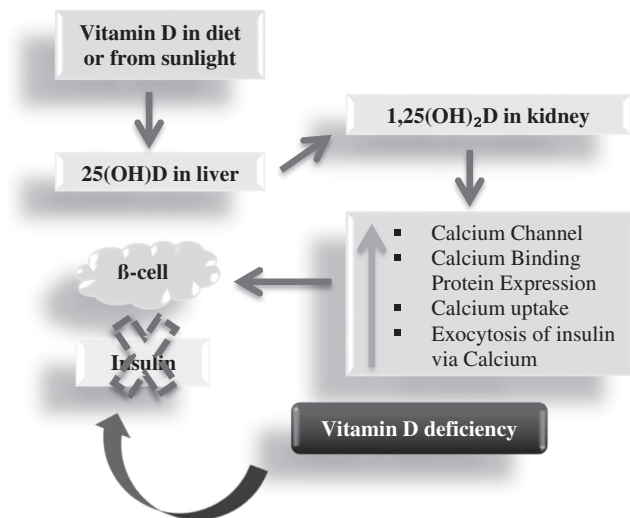 Vitamin D in diet
or from sunlight
25(OH)D in liver
1,25(OH)₂D in kidney
▪ Calcium Channel
▪ Calcium Binding
Protein Expression
▪ Calcium uptake
▪ Exocytosis of insulin
via Calcium
ß-cell
Insulin
Vitamin D deficiency